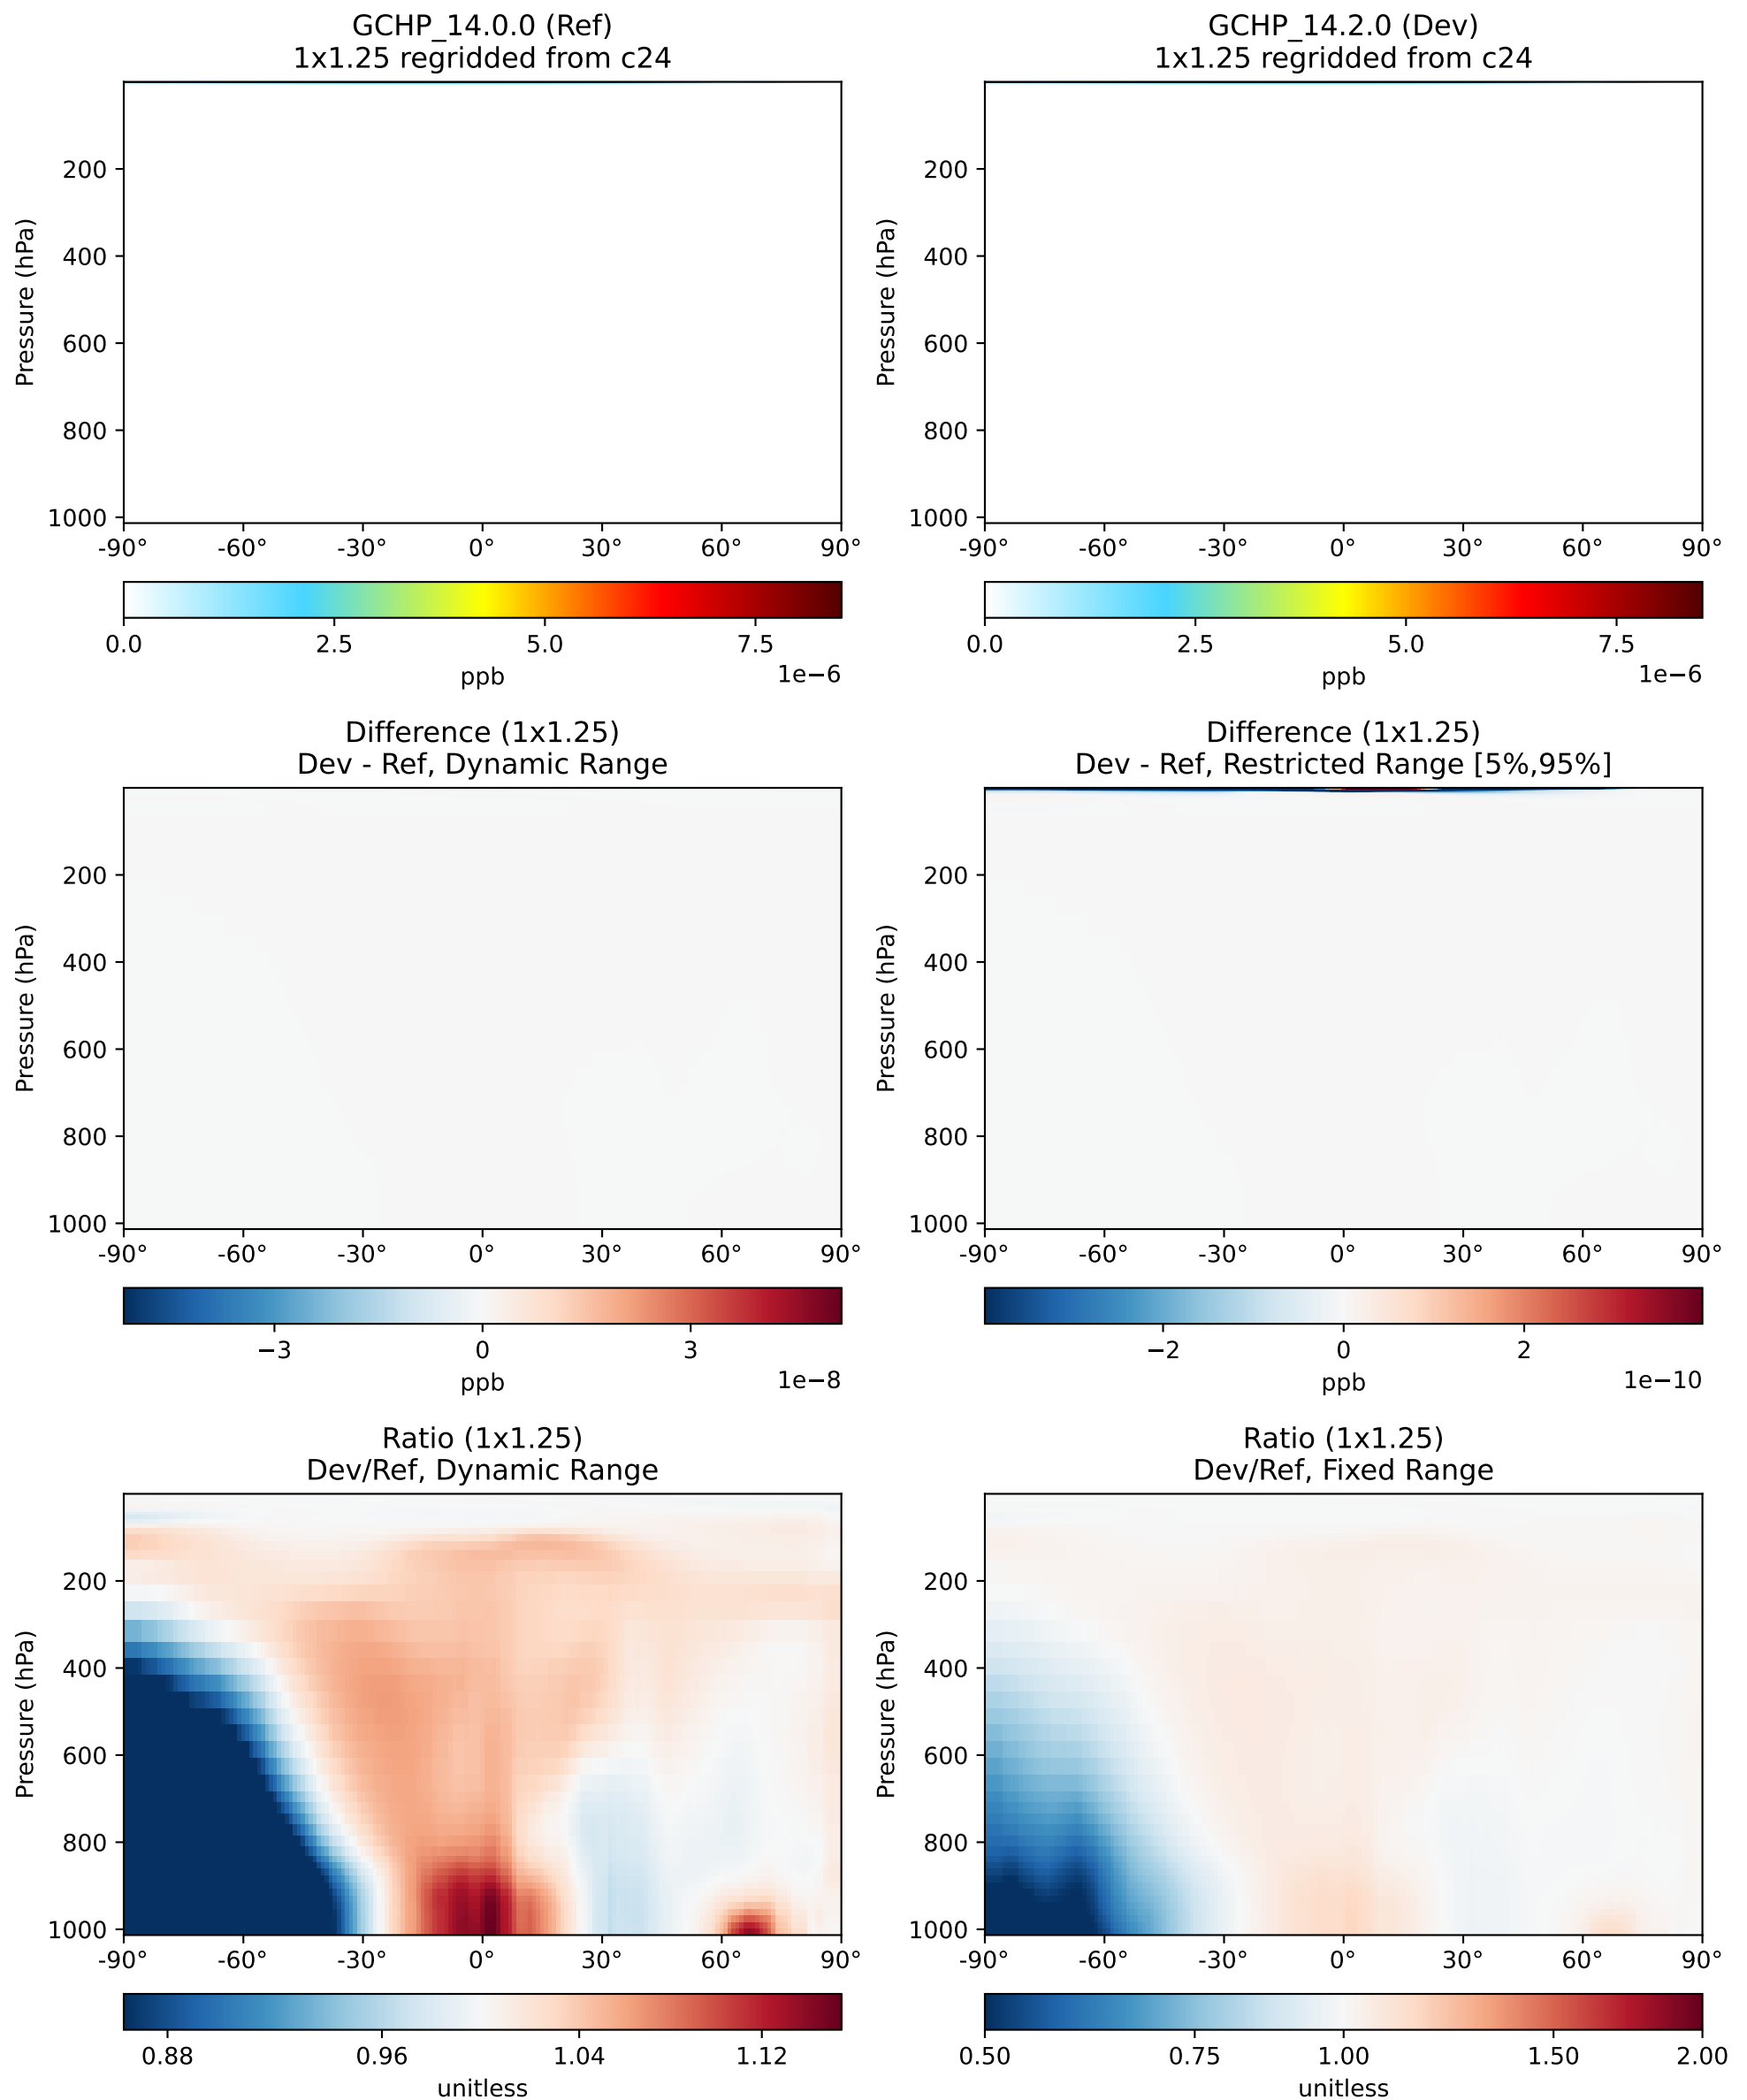 GCHP_14.0.0 (Ref)
1x1.25 regridded from c24
Pressure (hPa)
200
400
600
800
1000
-90° -60° -30° 0° 30° 60° 90°
0.0 2.5 5.0 7.5
1e−6
ppb
GCHP_14.2.0 (Dev)
1x1.25 regridded from c24
Pressure (hPa)
200
400
600
800
1000
-90° -60° -30° 0° 30° 60° 90°
0.0 2.5 5.0 7.5
1e−6
ppb
Difference (1x1.25)
Dev - Ref, Dynamic Range
Pressure (hPa)
200
400
600
800
1000
-90° -60° -30° 0° 30° 60° 90°
−3 0 3
1e−8
ppb
Difference (1x1.25)
Dev - Ref, Restricted Range [5%,95%]
Pressure (hPa)
200
400
600
800
1000
-90° -60° -30° 0° 30° 60° 90°
−2 0 2
1e−10
ppb
Ratio (1x1.25)
Dev/Ref, Dynamic Range
Pressure (hPa)
200
400
600
800
1000
-90° -60° -30° 0° 30° 60° 90°
0.88 0.96 1.04 1.12
unitless
Ratio (1x1.25)
Dev/Ref, Fixed Range
Pressure (hPa)
200
400
600
800
1000
-90° -60° -30° 0° 30° 60° 90°
0.50 0.75 1.00 1.50 2.00
unitless